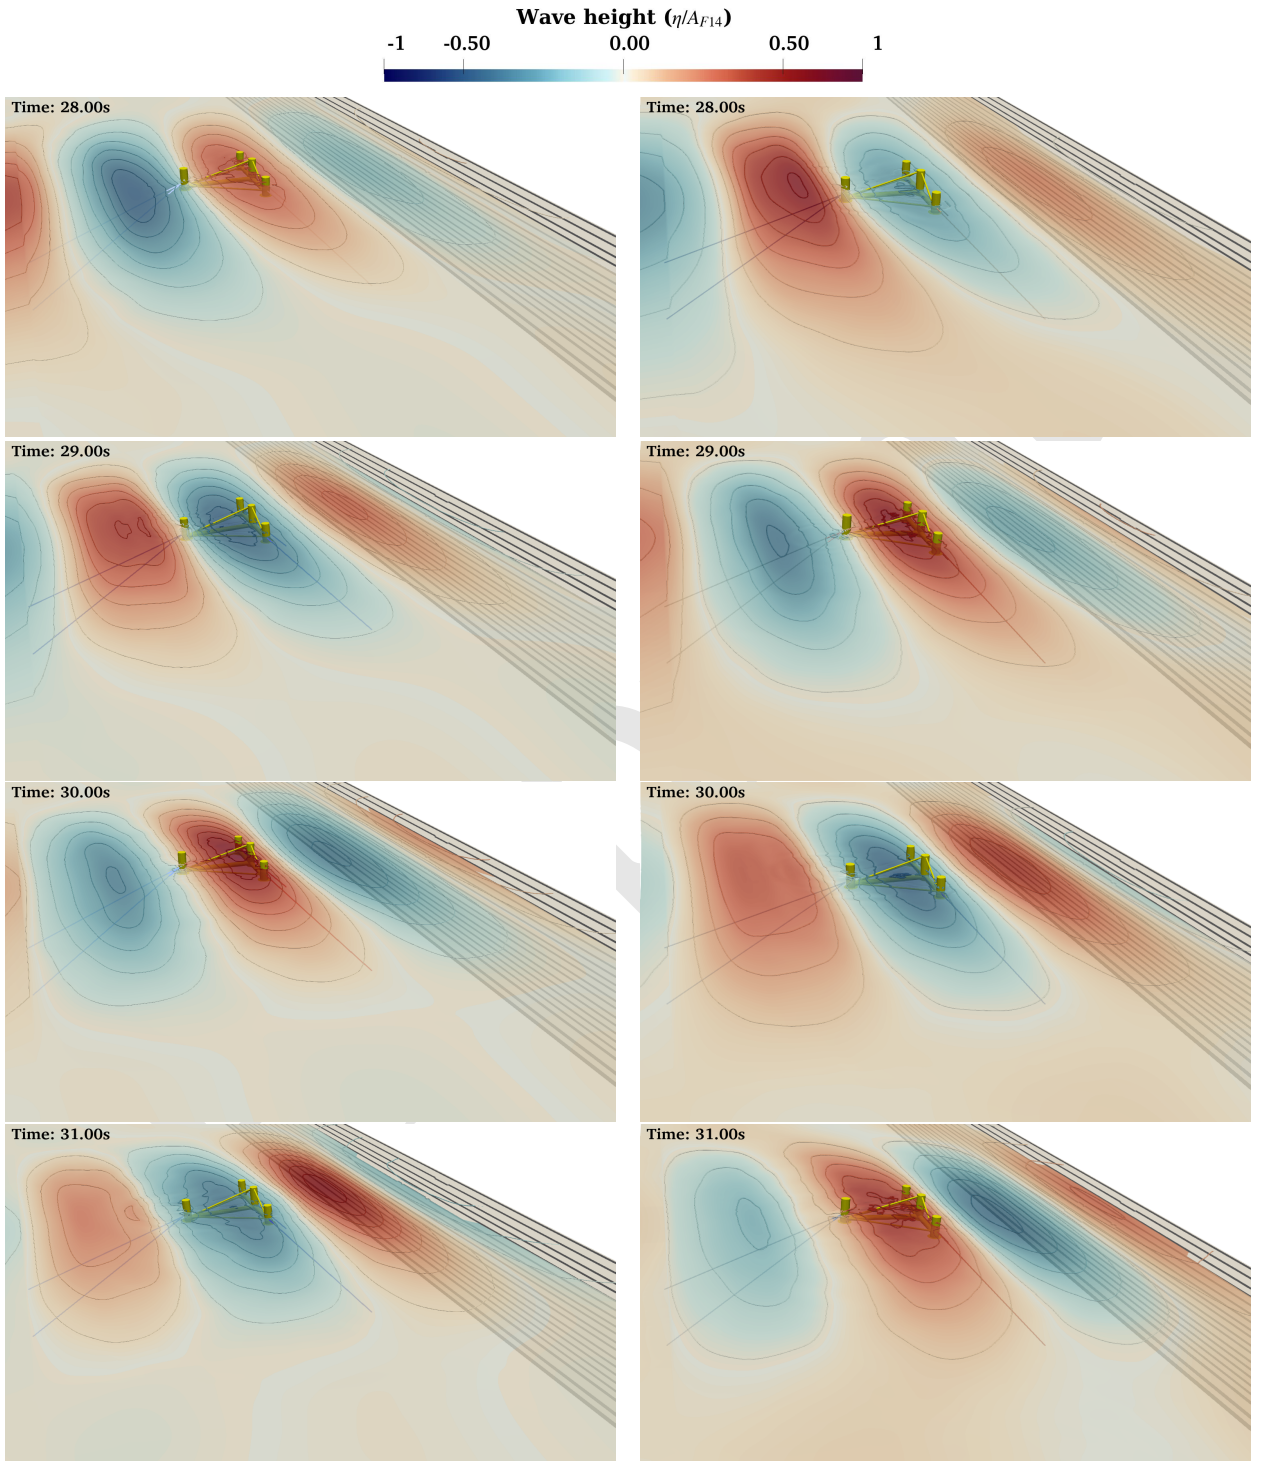 Wave height (η/A_F14)
-1 -0.50 0.00 0.50 1
Time: 28.00s Time: 28.00s
Time: 29.00s Time: 29.00s
Time: 30.00s Time: 30.00s
Time: 31.00s Time: 31.00s